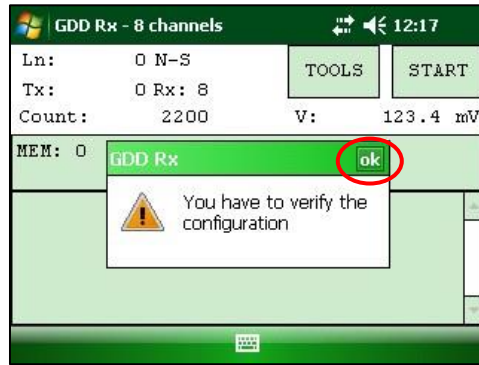 GDD Rx - 8 channels 12:17
Ln: 0 N-S
TOOLS START
Tx: 0 Rx: 8
Count: 2200 V: 123.4 mV
MEM: 0
GDD Rx ok
You have to verify the
configuration